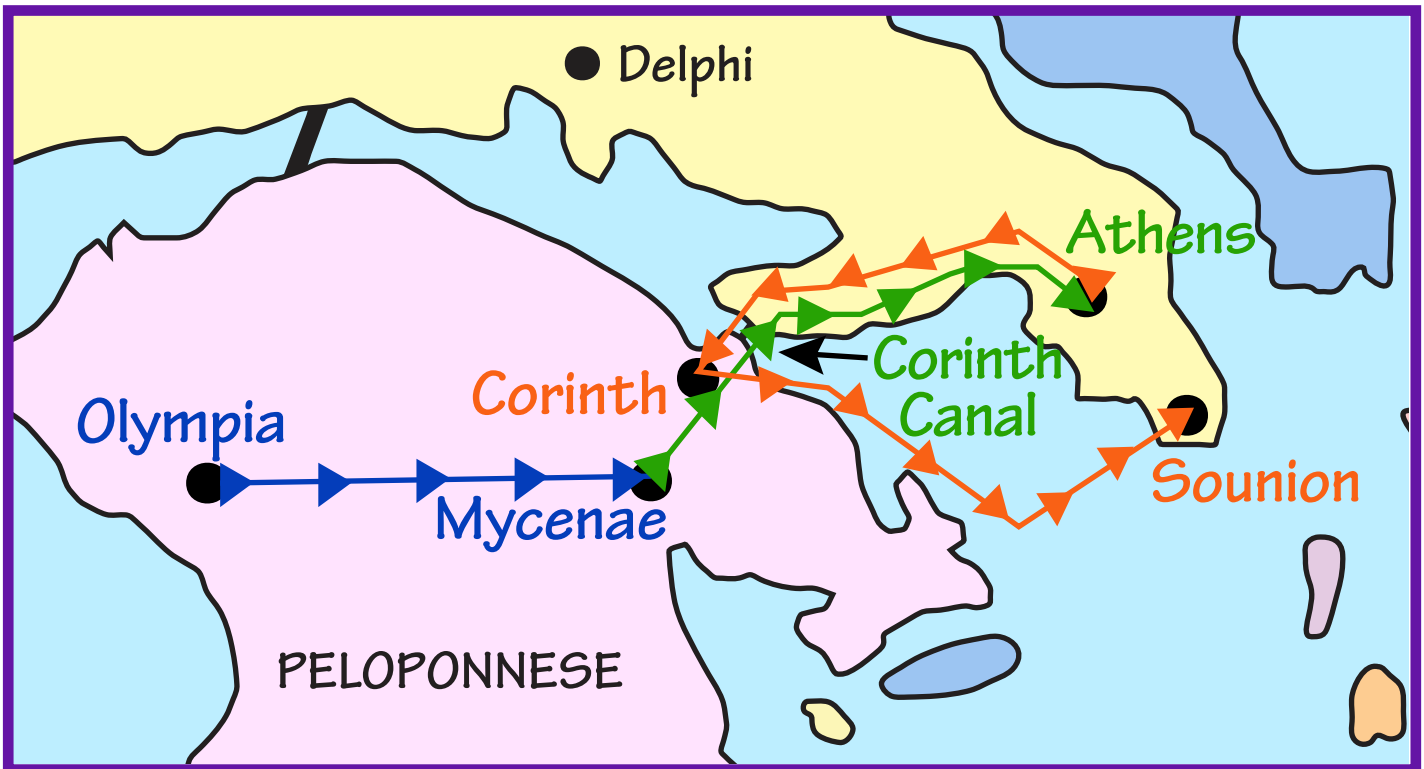 Delphi
Athens
Corinth
Canal
Corinth
Olympia
Mycenae
Sounion
PELOPONNESE